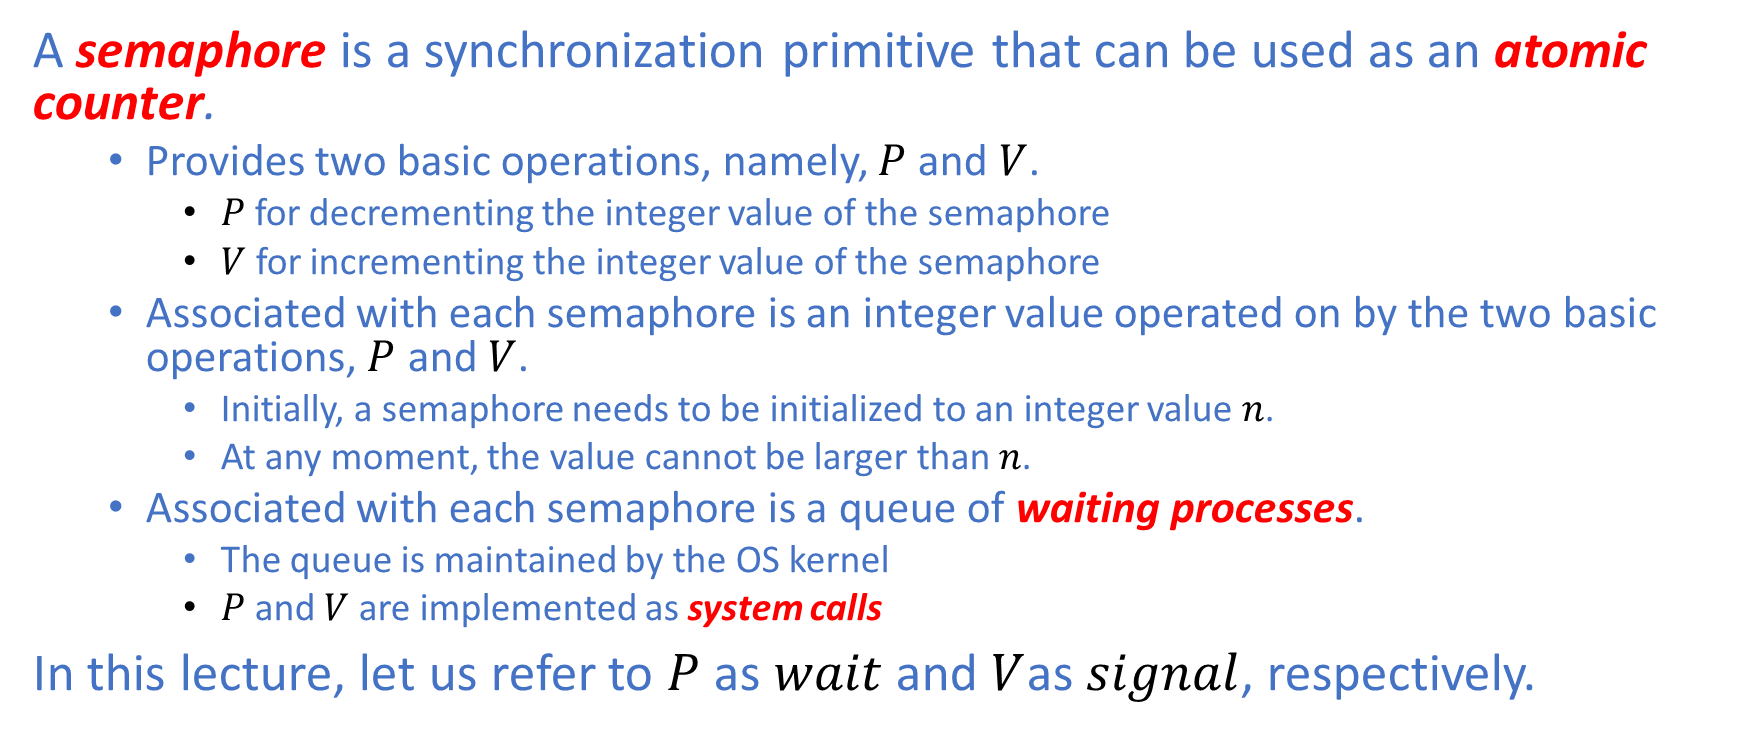 A semaphore is a synchronization primitive that can be used as an atomic
counter.
• Provides two basic operations, namely, P and V.
• P for decrementing the integer value of the semaphore
• V for incrementing the integer value of the semaphore
• Associated with each semaphore is an integer value operated on by the two basic
operations, P and V.
• Initially, a semaphore needs to be initialized to an integer value n.
• At any moment, the value cannot be larger than n.
• Associated with each semaphore is a queue of waiting processes.
• The queue is maintained by the OS kernel
• P and V are implemented as system calls
In this lecture, let us refer to P as wait and V as signal, respectively.